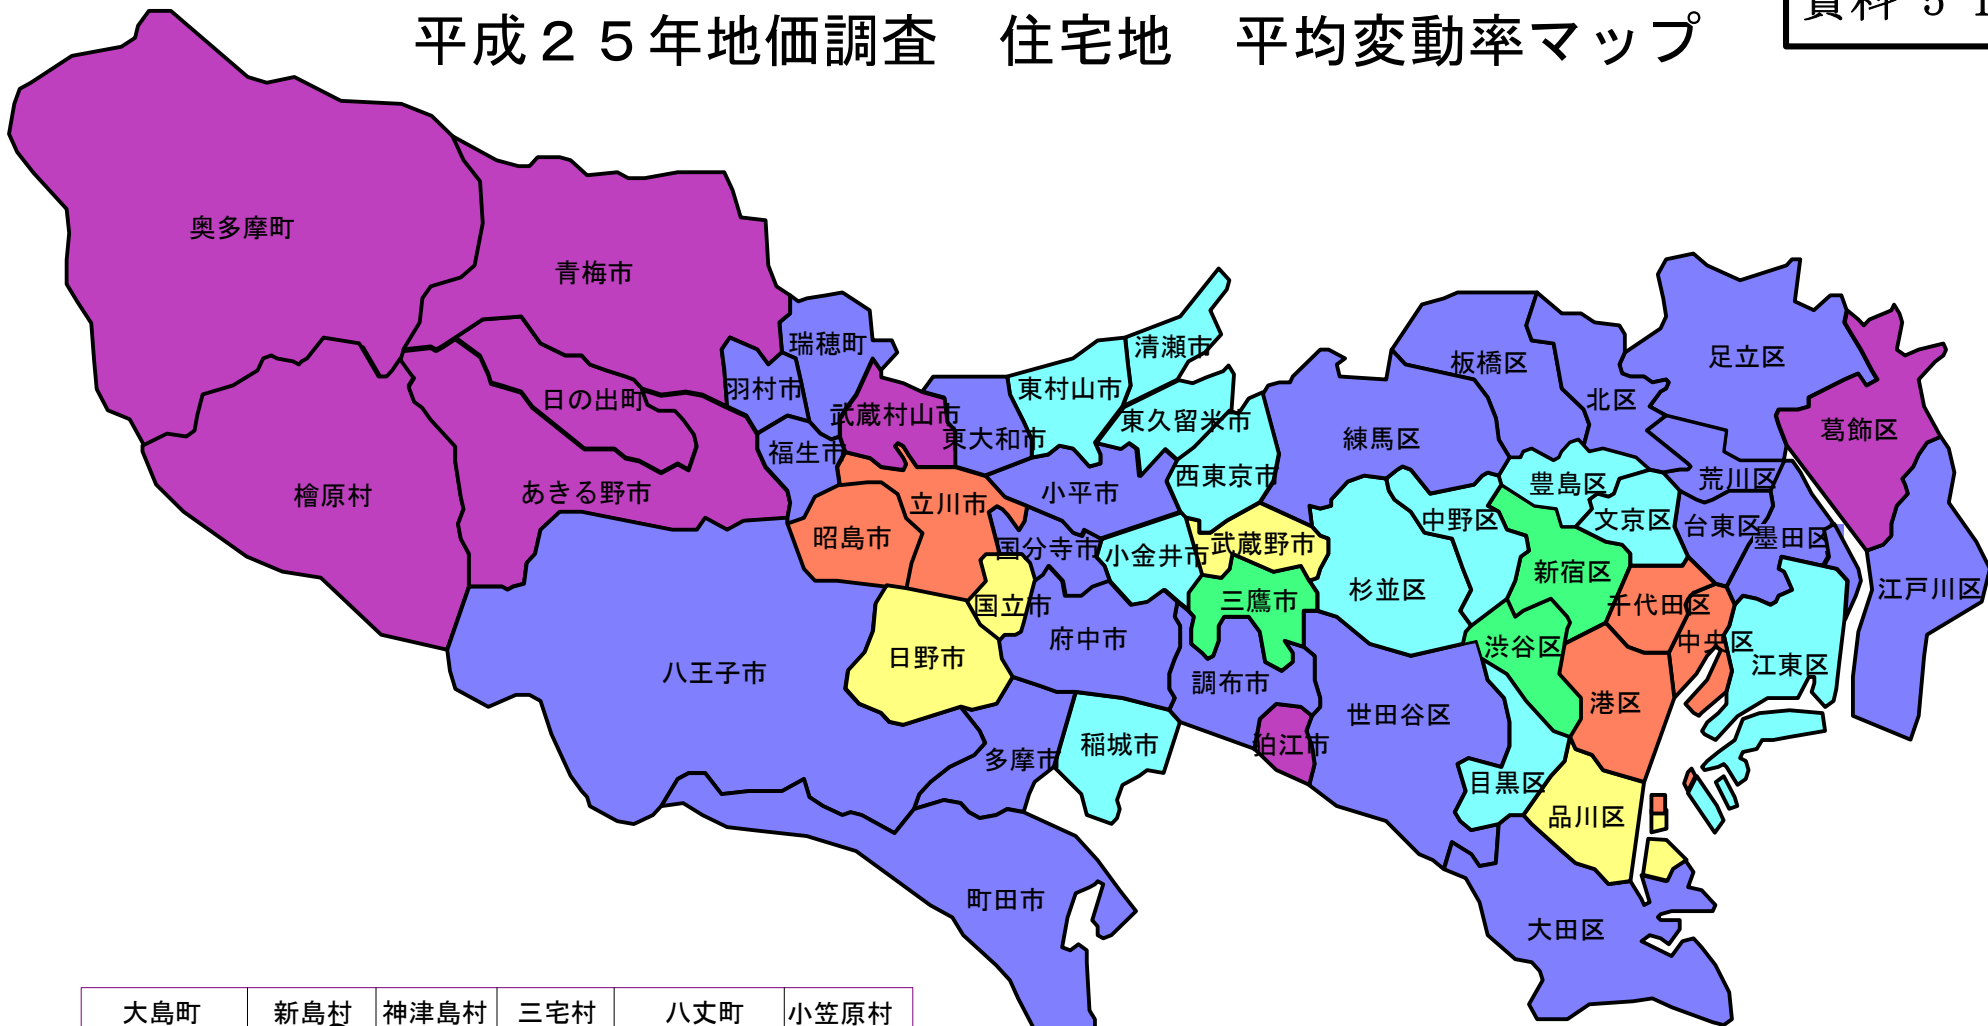 平成２５年地価調査　住宅地　平均変動率マップ
資料 ５
奥多摩町
青梅市
瑞穂町
羽村市
日の出町
武蔵村山市
東大和市
東村山市
清瀬市
東久留米市
福生市
檜原村
あきる野市
立川市
昭島市
小平市
西東京市
国分寺市
小金井市
武蔵野市
三鷹市
国立市
府中市
日野市
八王子市
調布市
狛江市
多摩市
稲城市
町田市
板橋区
北区
足立区
葛飾区
練馬区
荒川区
豊島区
文京区
台東区
墨田区
中野区
杉並区
新宿区
千代田区
中央区
江東区
江戸川区
渋谷区
港区
世田谷区
目黒区
品川区
大田区
大島町 新島村 神津島村 三宅村 八丈町 小笠原村